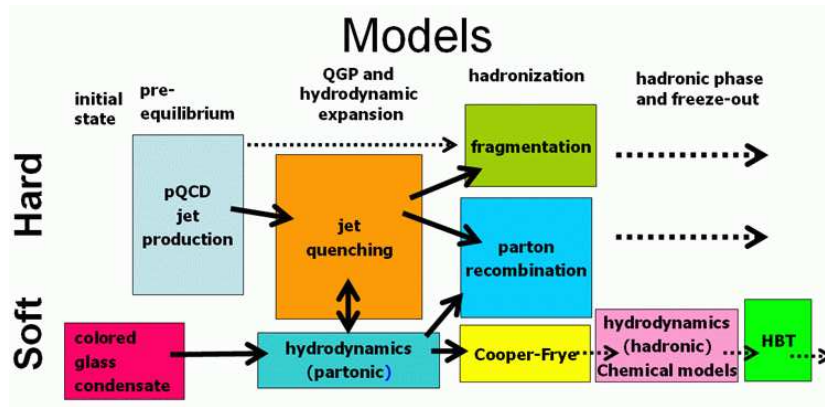 Models
initial
state
pre-
equilibrium
QGP and
hydrodynamic
expansion
hadronization
hadronic phase
and freeze-out
Hard
Soft
pQCD
jet
production
jet
quenching
fragmentation
parton
recombination
colored
glass
condensate
hydrodynamics
(partonic)
Cooper-Frye
hydrodynamics
(hadronic)
Chemical models
HBT